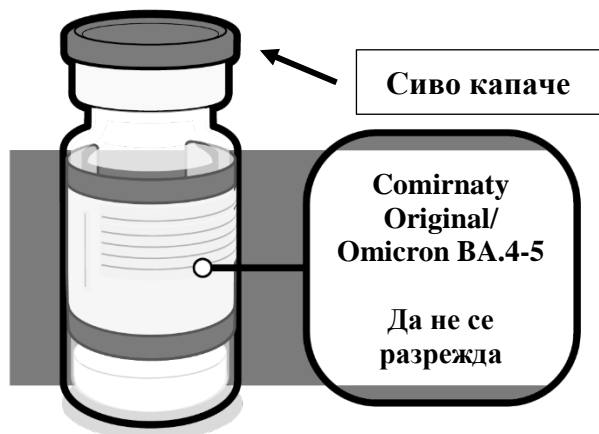 Сиво капаче
Comirnaty
Original/
Omicron BA.4-5
Да не се
разрежда